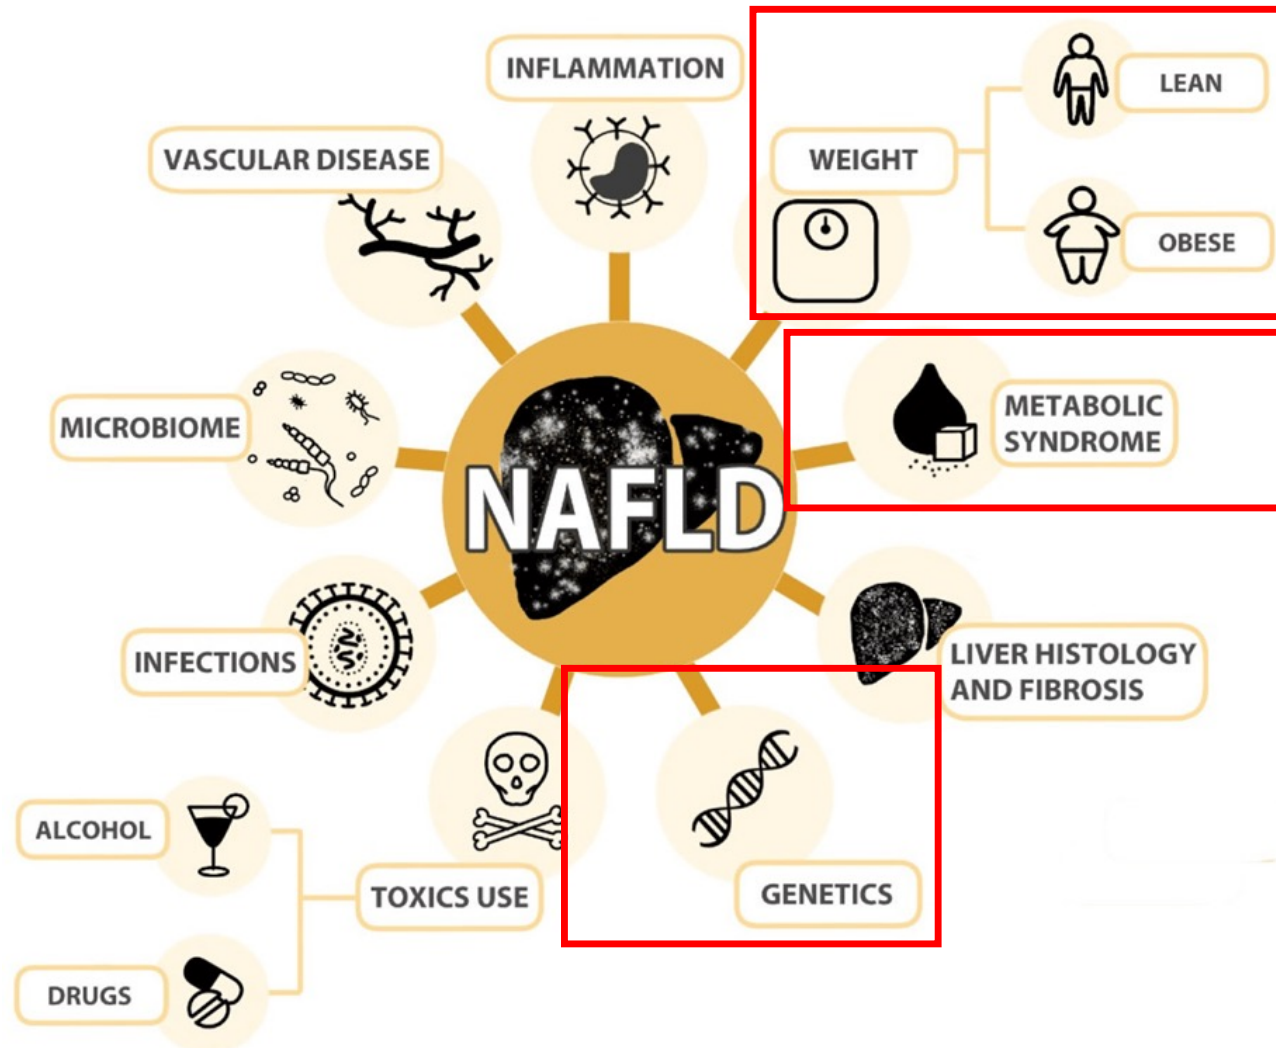 INFLAMMATION
LEAN
WEIGHT
VASCULAR DISEASE
OBESE
METABOLIC
SYNDROME
MICROBIOME
NAFLD
INFECTIONS
LIVER HISTOLOGY
AND FIBROSIS
ALCOHOL
TOXICS USE
GENETICS
DRUGS